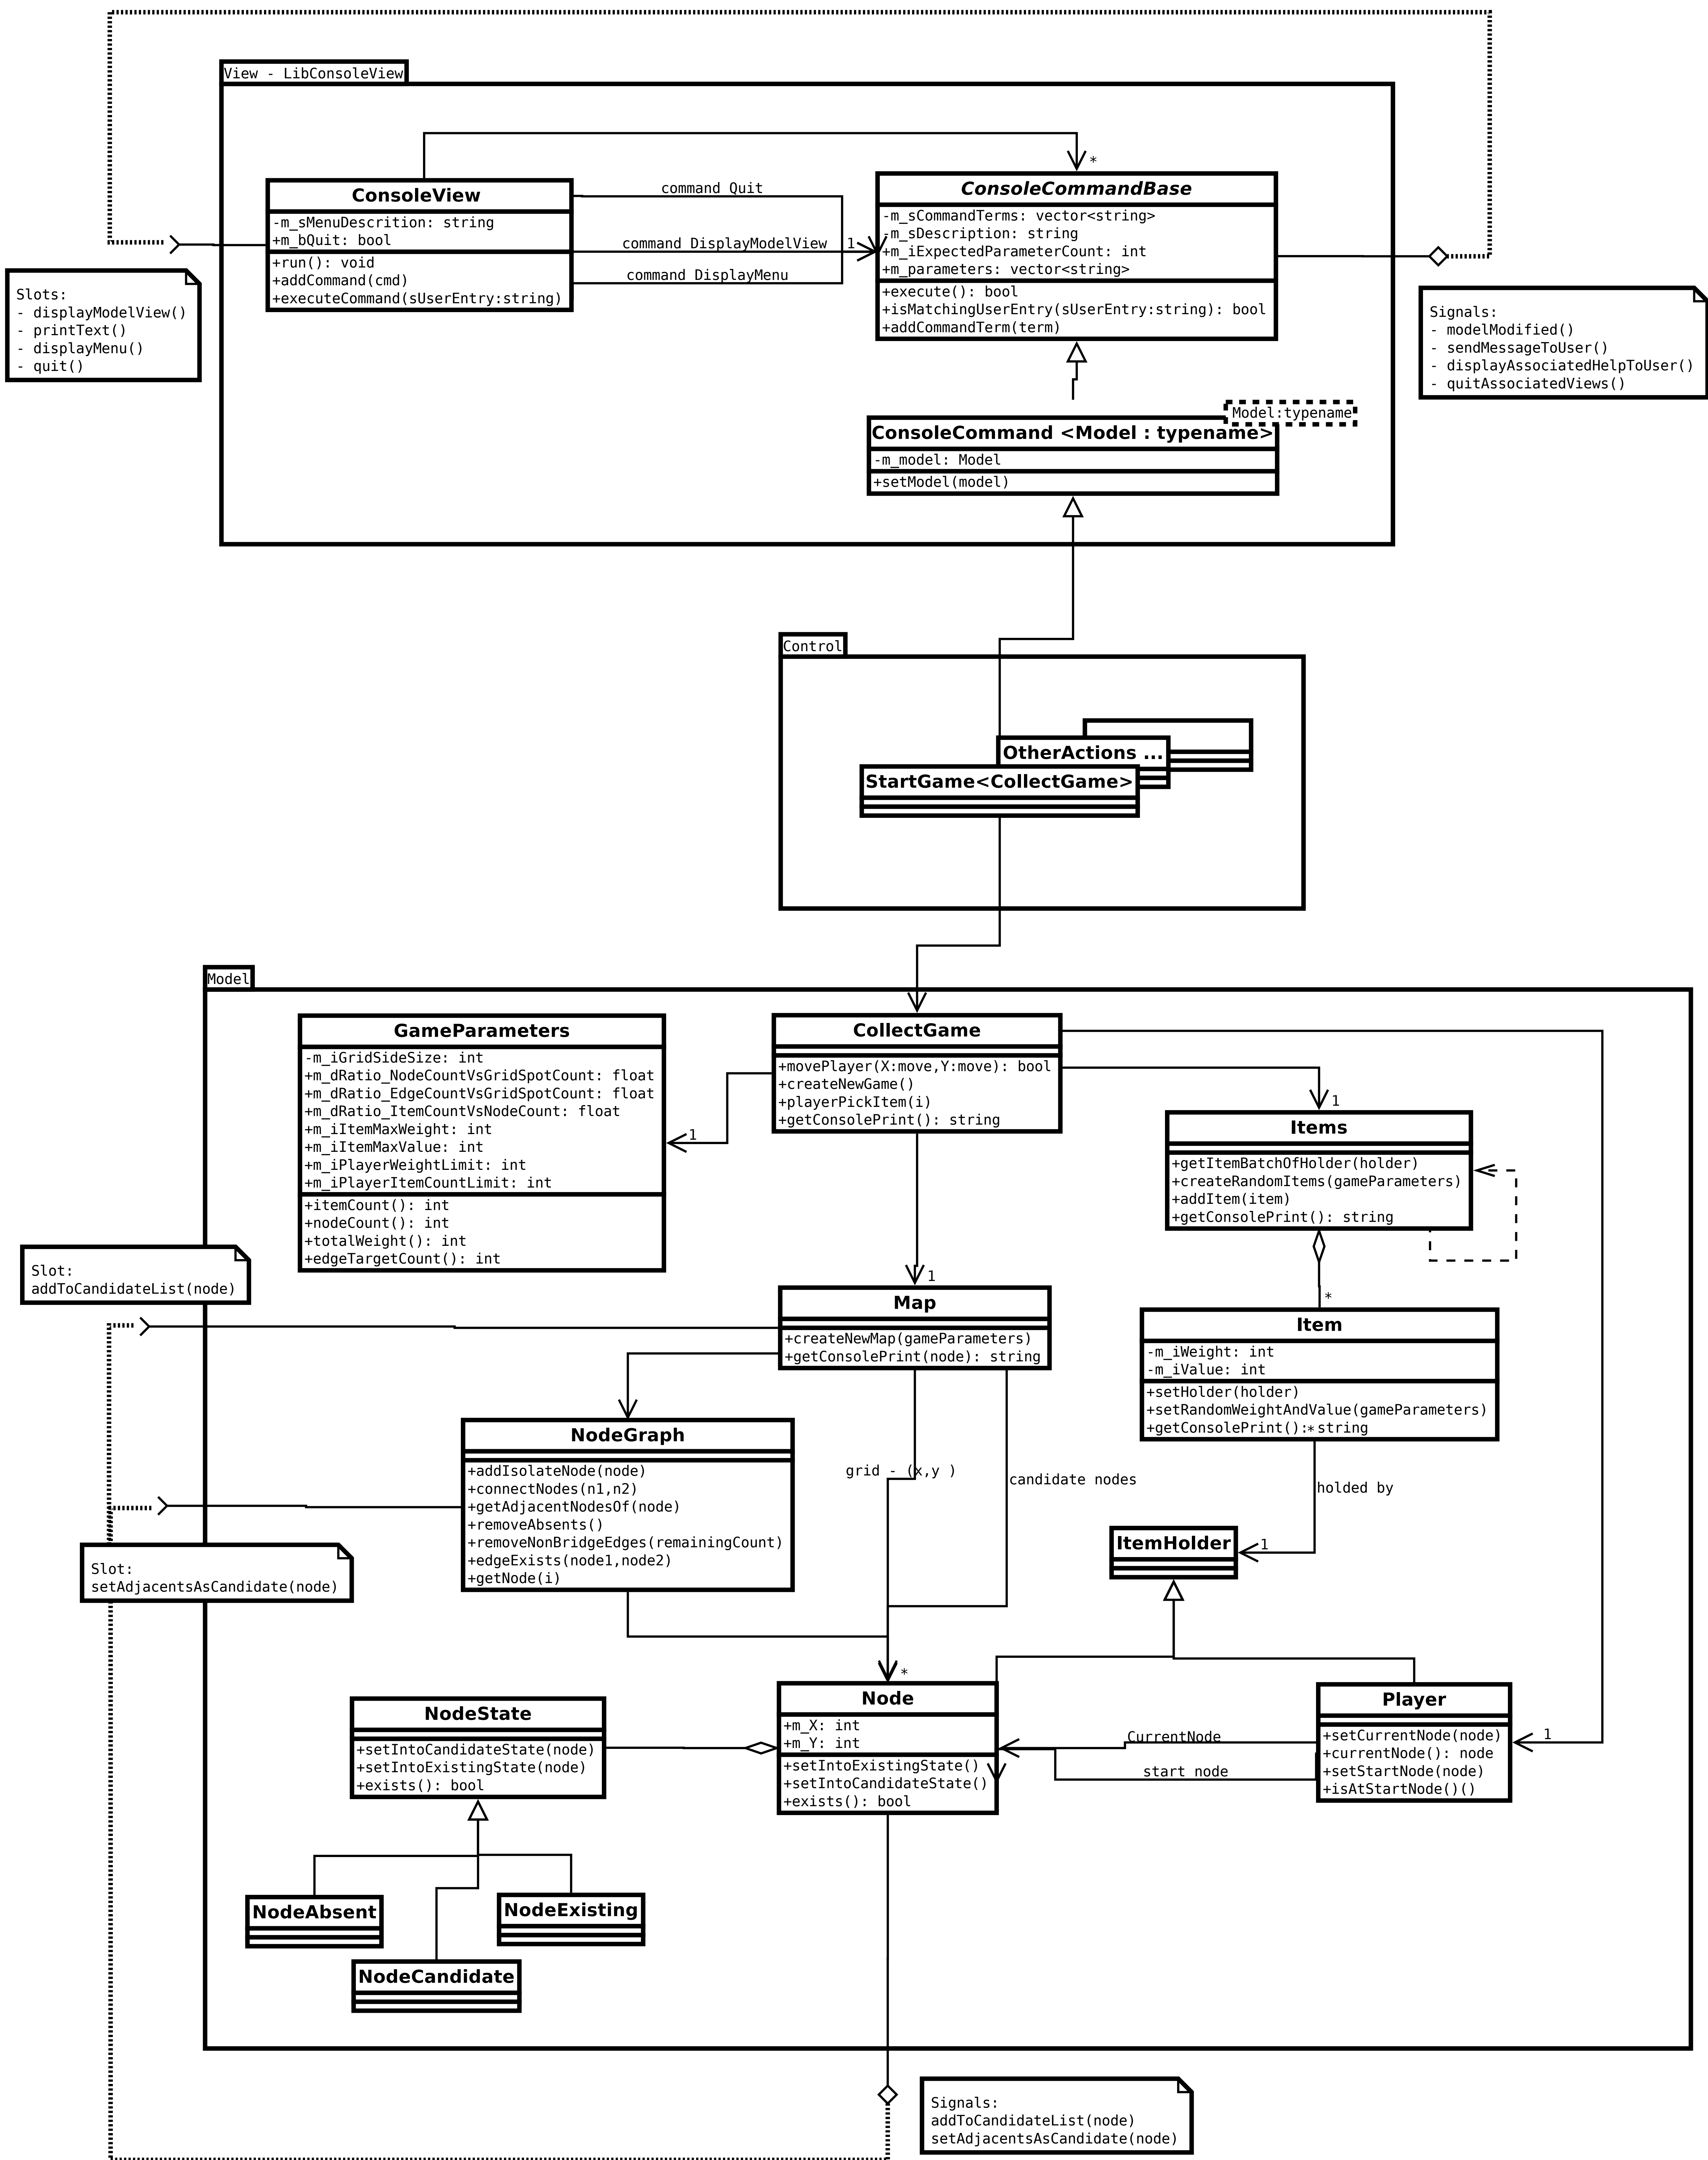 View - LibConsoleView
*
ConsoleView
-m_sMenuDescrition: string
+m_bQuit: bool
+run(): void
+addCommand(cmd)
+executeCommand(sUserEntry:string)
command Quit
command DisplayModelView
1
command DisplayMenu
ConsoleCommandBase
-m_sCommandTerms: vector<string>
-m_sDescription: string
+m_iExpectedParameterCount: int
+m_parameters: vector<string>
+execute(): bool
+isMatchingUserEntry(sUserEntry:string): bool
+addCommandTerm(term)
Slots:
- displayModelView()
- printText()
- displayMenu()
- quit()
Signals:
- modelModified()
- sendMessageToUser()
- displayAssociatedHelpToUser()
- quitAssociatedViews()
Model:typename
ConsoleCommand <Model : typename>
-m_model: Model
+setModel(model)
Control
OtherActions ...
StartGame<CollectGame>
Model
GameParameters
-m_iGridSideSize: int
+m_dRatio_NodeCountVsGridSpotCount: float
+m_dRatio_EdgeCountVsGridSpotCount: float
+m_dRatio_ItemCountVsNodeCount: float
+m_iItemMaxWeight: int
+m_iItemMaxValue: int
+m_iPlayerWeightLimit: int
+m_iPlayerItemCountLimit: int
+itemCount(): int
+nodeCount(): int
+totalWeight(): int
+edgeTargetCount(): int
1
CollectGame
+movePlayer(X:move,Y:move): bool
+createNewGame()
+playerPickItem(i)
+getConsolePrint(): string
1
Items
+getItemBatchOfHolder(holder)
+createRandomItems(gameParameters)
+addItem(item)
+getConsolePrint(): string
*
Slot:
addToCandidateList(node)
1
Map
+createNewMap(gameParameters)
+getConsolePrint(node): string
Item
-m_iWeight: int
-m_iValue: int
+setHolder(holder)
+setRandomWeightAndValue(gameParameters)
+getConsolePrint(): string
*
NodeGraph
+addIsolateNode(node)
+connectNodes(n1,n2)
+getAdjacentNodesOf(node)
+removeAbsents()
+removeNonBridgeEdges(remainingCount)
+edgeExists(node1,node2)
+getNode(i)
grid - (x,y )
candidate nodes
holded by
ItemHolder
1
Slot:
setAdjacentsAsCandidate(node)
*
NodeState
+setIntoCandidateState(node)
+setIntoExistingState(node)
+exists(): bool
Node
+m_X: int
+m_Y: int
+setIntoExistingState()
+setIntoCandidateState()
+exists(): bool
CurrentNode
start node
Player
+setCurrentNode(node)
+currentNode(): node
+setStartNode(node)
+isAtStartNode()()
1
NodeAbsent
NodeExisting
NodeCandidate
Signals:
addToCandidateList(node)
setAdjacentsAsCandidate(node)